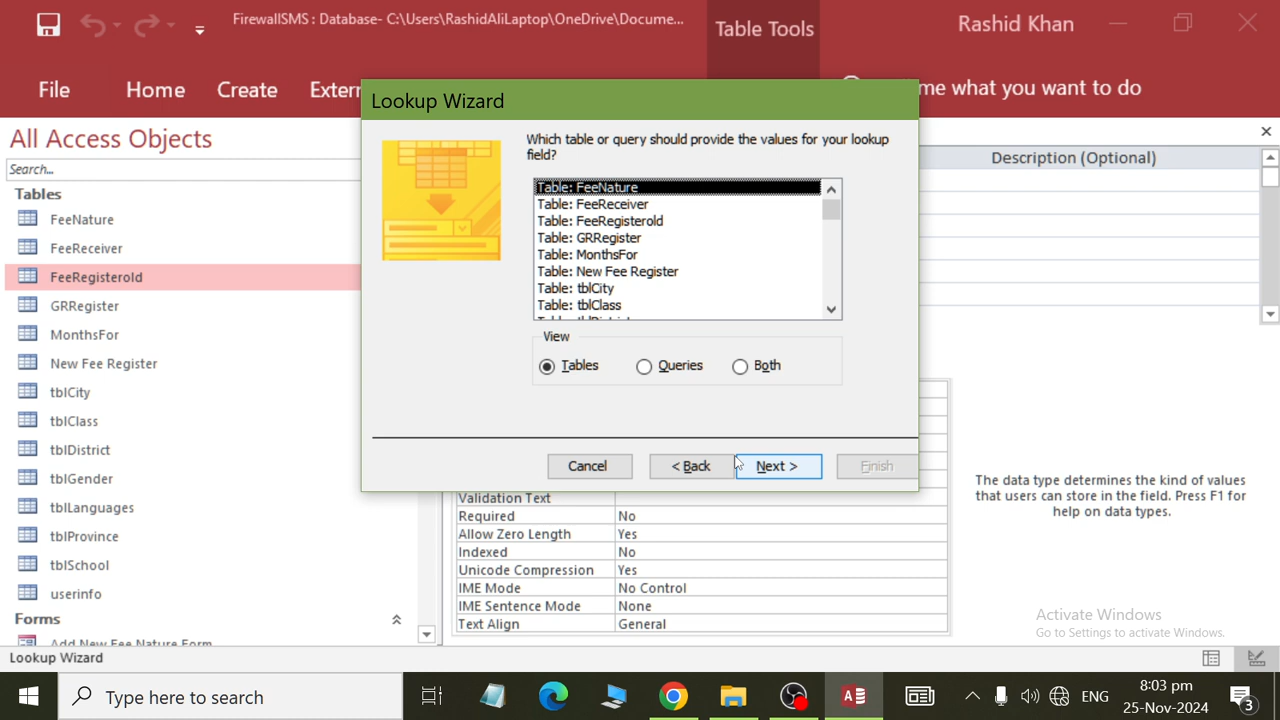 FirewallSMS : Database- C:\Users\RashidAliLaptop\OneDrive\Docume...
Table Tools
Rashid Khan
File
Home
Create
Extern
me what you want to do
All Access Objects
Search...
Tables
FeeNature
FeeReceiver
FeeRegisterold
GRRegister
MonthsFor
New Fee Register
tblCity
tblClass
tblDistrict
tblGender
tblLanguages
tblProvince
tblSchool
userinfo
Forms
Add New Fee Nature Form
Lookup Wizard
Which table or query should provide the values for your lookup
field?
Table: FeeNature
Table: FeeReceiver
Table: FeeRegisterold
Table: GRRegister
Table: MonthsFor
Table: New Fee Register
Table: tblCity
Table: tblClass
Table: tblDistrict
View
Tables
Queries
Both
Cancel
< Back
Next >
Finish
Description (Optional)
Validation Text
Required No
Allow Zero Length Yes
Indexed No
Unicode Compression Yes
IME Mode No Control
IME Sentence Mode None
Text Align General
The data type determines the kind of values
that users can store in the field. Press F1 for
help on data types.
Activate Windows
Go to Settings to activate Windows.
Lookup Wizard
Type here to search
ENG
8:03 pm
25-Nov-2024
3